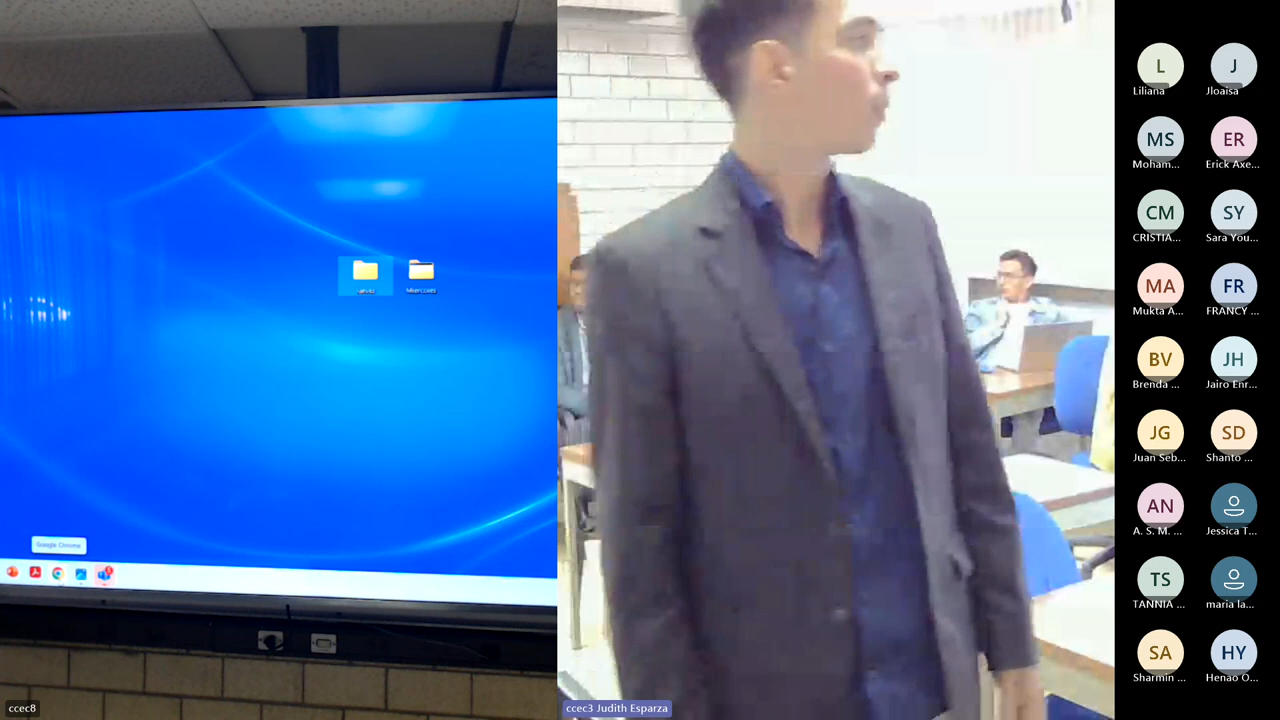 Miercoles
Google Chrome
ccec8
ccec3 Judith Esparza
L
Liliana
J
Jloaisa
MS
Moham...
ER
Erick Axe...
CM
CRISTIA...
SY
Sara You...
MA
Mukta A...
FR
FRANCY ...
BV
Brenda ...
JH
Jairo Enr...
JG
Juan Seb...
SD
Shanto ...
AN
A. S. M. ...
Jessica T...
TS
TANNIA ...
maria la...
SA
Sharmin ...
HY
Henao O...